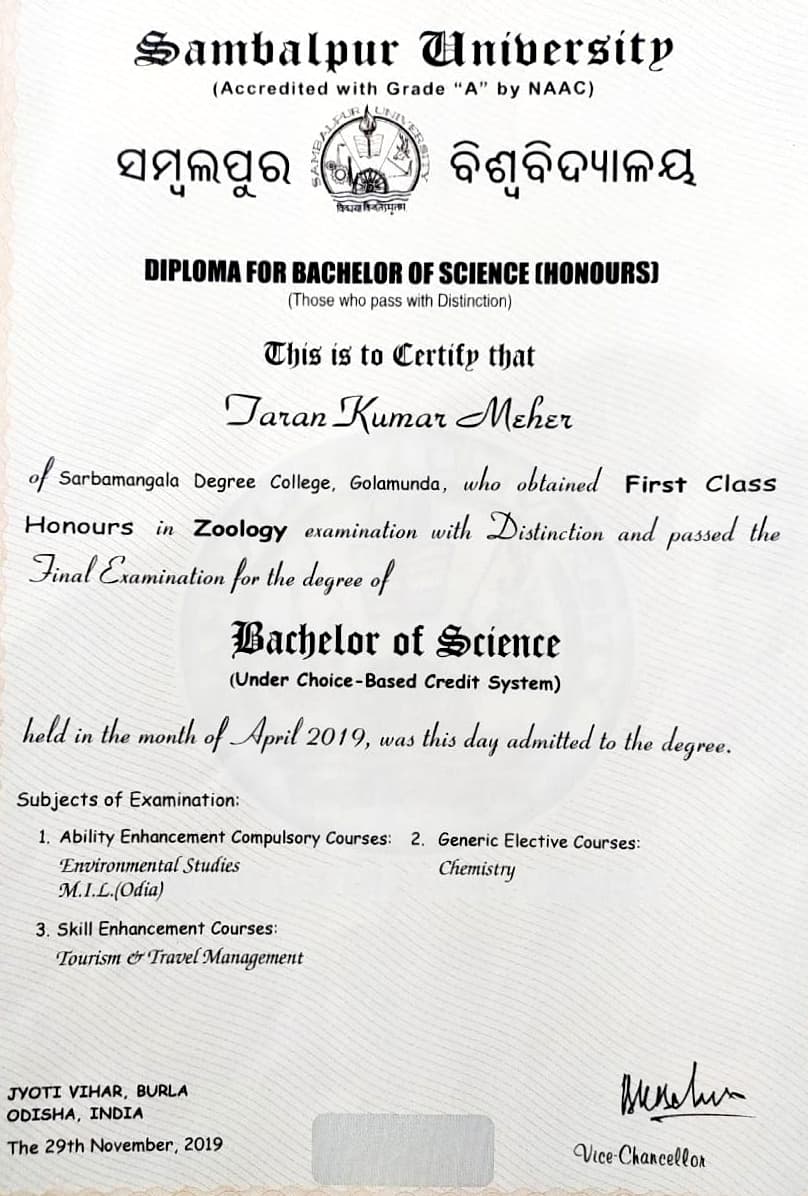 Sambalpur University
(Accredited with Grade "A" by NAAC)
SAMBALPUR UNIVERSITY
ସମ୍ବଲପୁର ବିଶ୍ୱବିଦ୍ୟାଳୟ
DIPLOMA FOR BACHELOR OF SCIENCE (HONOURS)
(Those who pass with Distinction)
This is to Certify that
Taran Kumar Meher
of Sarbamangala Degree College, Golamunda, who obtained First Class
Honours in Zoology examination with Distinction and passed the
Final Examination for the degree of
Bachelor of Science
(Under Choice-Based Credit System)
held in the month of April 2019, was this day admitted to the degree.
Subjects of Examination:
1. Ability Enhancement Compulsory Courses: 2. Generic Elective Courses:
Environmental Studies Chemistry
M.I.L.(Odia)
3. Skill Enhancement Courses:
Tourism & Travel Management
JYOTI VIHAR, BURLA
ODISHA, INDIA
The 29th November, 2019
Vice-Chancellor